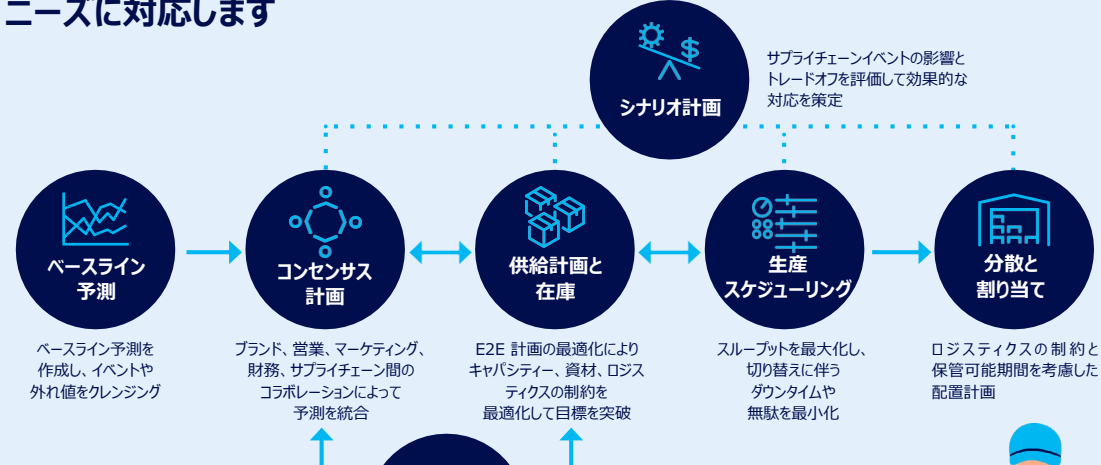 ニーズに対応します
シナリオ計画
サプライチェーンイベントの影響と
トレードオフを評価して効果的な
対応を策定
ベースライン
予測
コンセンサス
計画
供給計画と
在庫
生産
スケジューリング
分散と
割り当て
ベースライン予測を
作成し、イベントや
外れ値をクレンジング
ブランド、営業、マーケティング、
財務、サプライチェーン間の
コラボレーションによって
予測を統合
E2E 計画の最適化により
キャパシティー、資材、ロジス
ティクスの制約を
最適化して目標を突破
スループットを最大化し、
切り替えに伴う
ダウンタイムや
無駄を最小化
ロジスティクスの制約と
保管可能期間を考慮した
配置計画